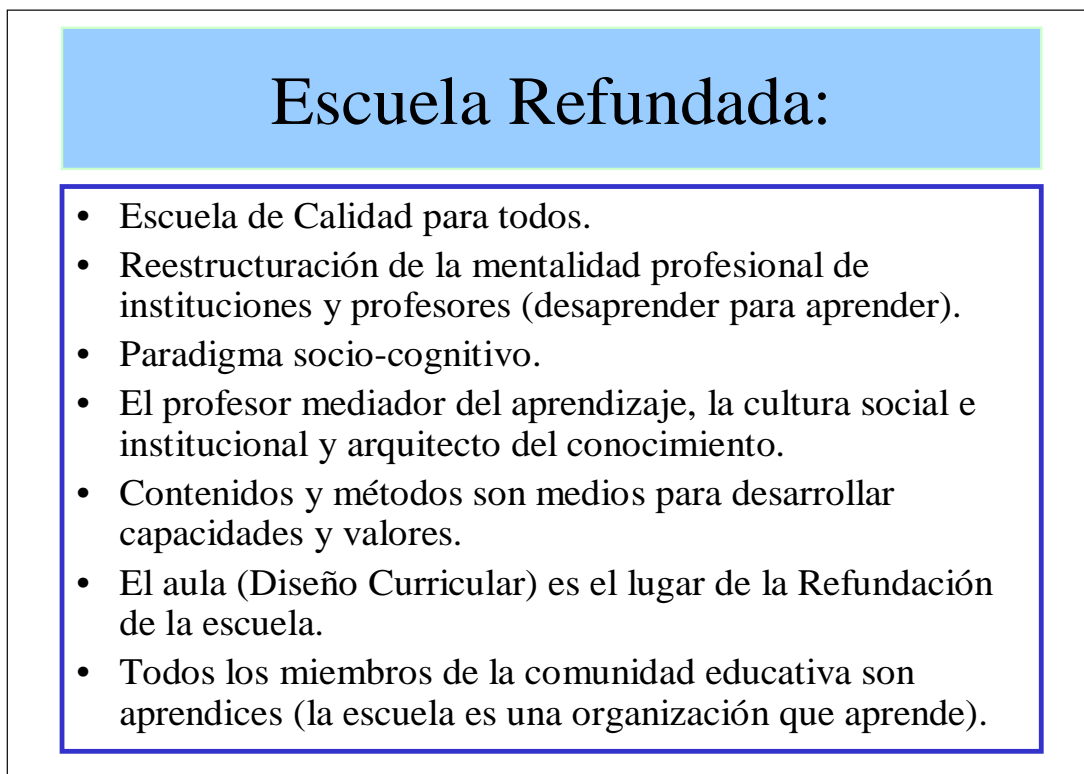 Escuela Refundada:
• Escuela de Calidad para todos.
• Reestructuración de la mentalidad profesional de
instituciones y profesores (desaprender para aprender).
• Paradigma socio-cognitivo.
• El profesor mediador del aprendizaje, la cultura social e
institucional y arquitecto del conocimiento.
• Contenidos y métodos son medios para desarrollar
capacidades y valores.
• El aula (Diseño Curricular) es el lugar de la Refundación
de la escuela.
• Todos los miembros de la comunidad educativa son
aprendices (la escuela es una organización que aprende).